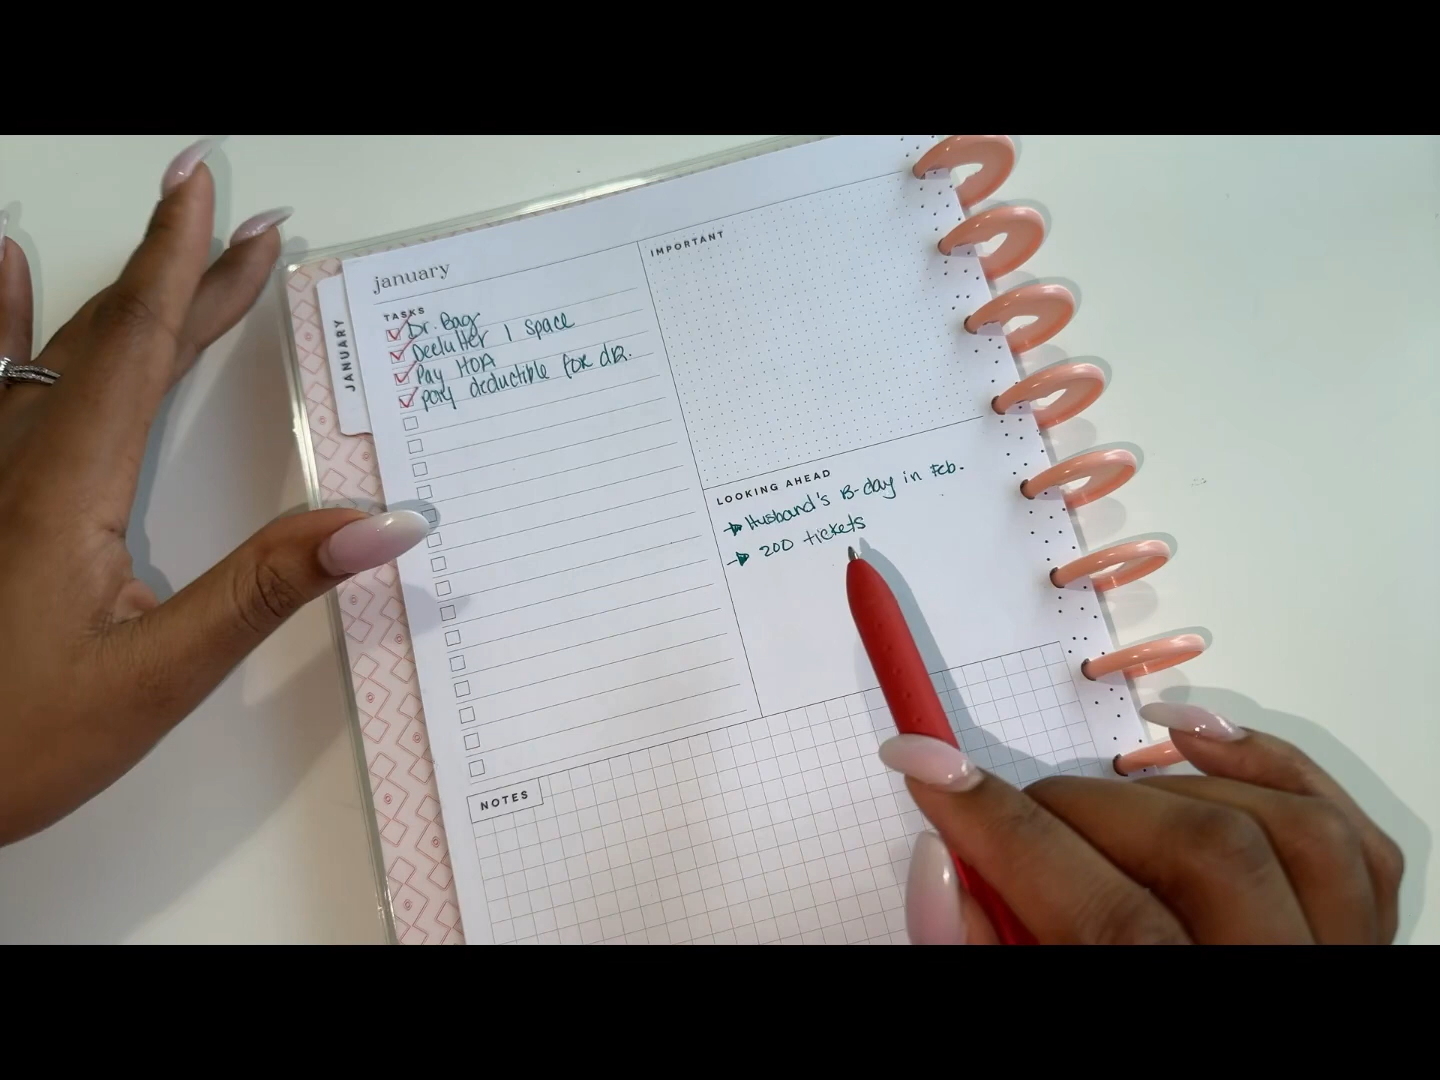 january
TASKS
Dr. Bag
Declutter 1 space
Pay HOA
pay deductible for dr.
JANUARY
IMPORTANT
LOOKING AHEAD
Husband's B-day in Feb.
200 tickets
NOTES